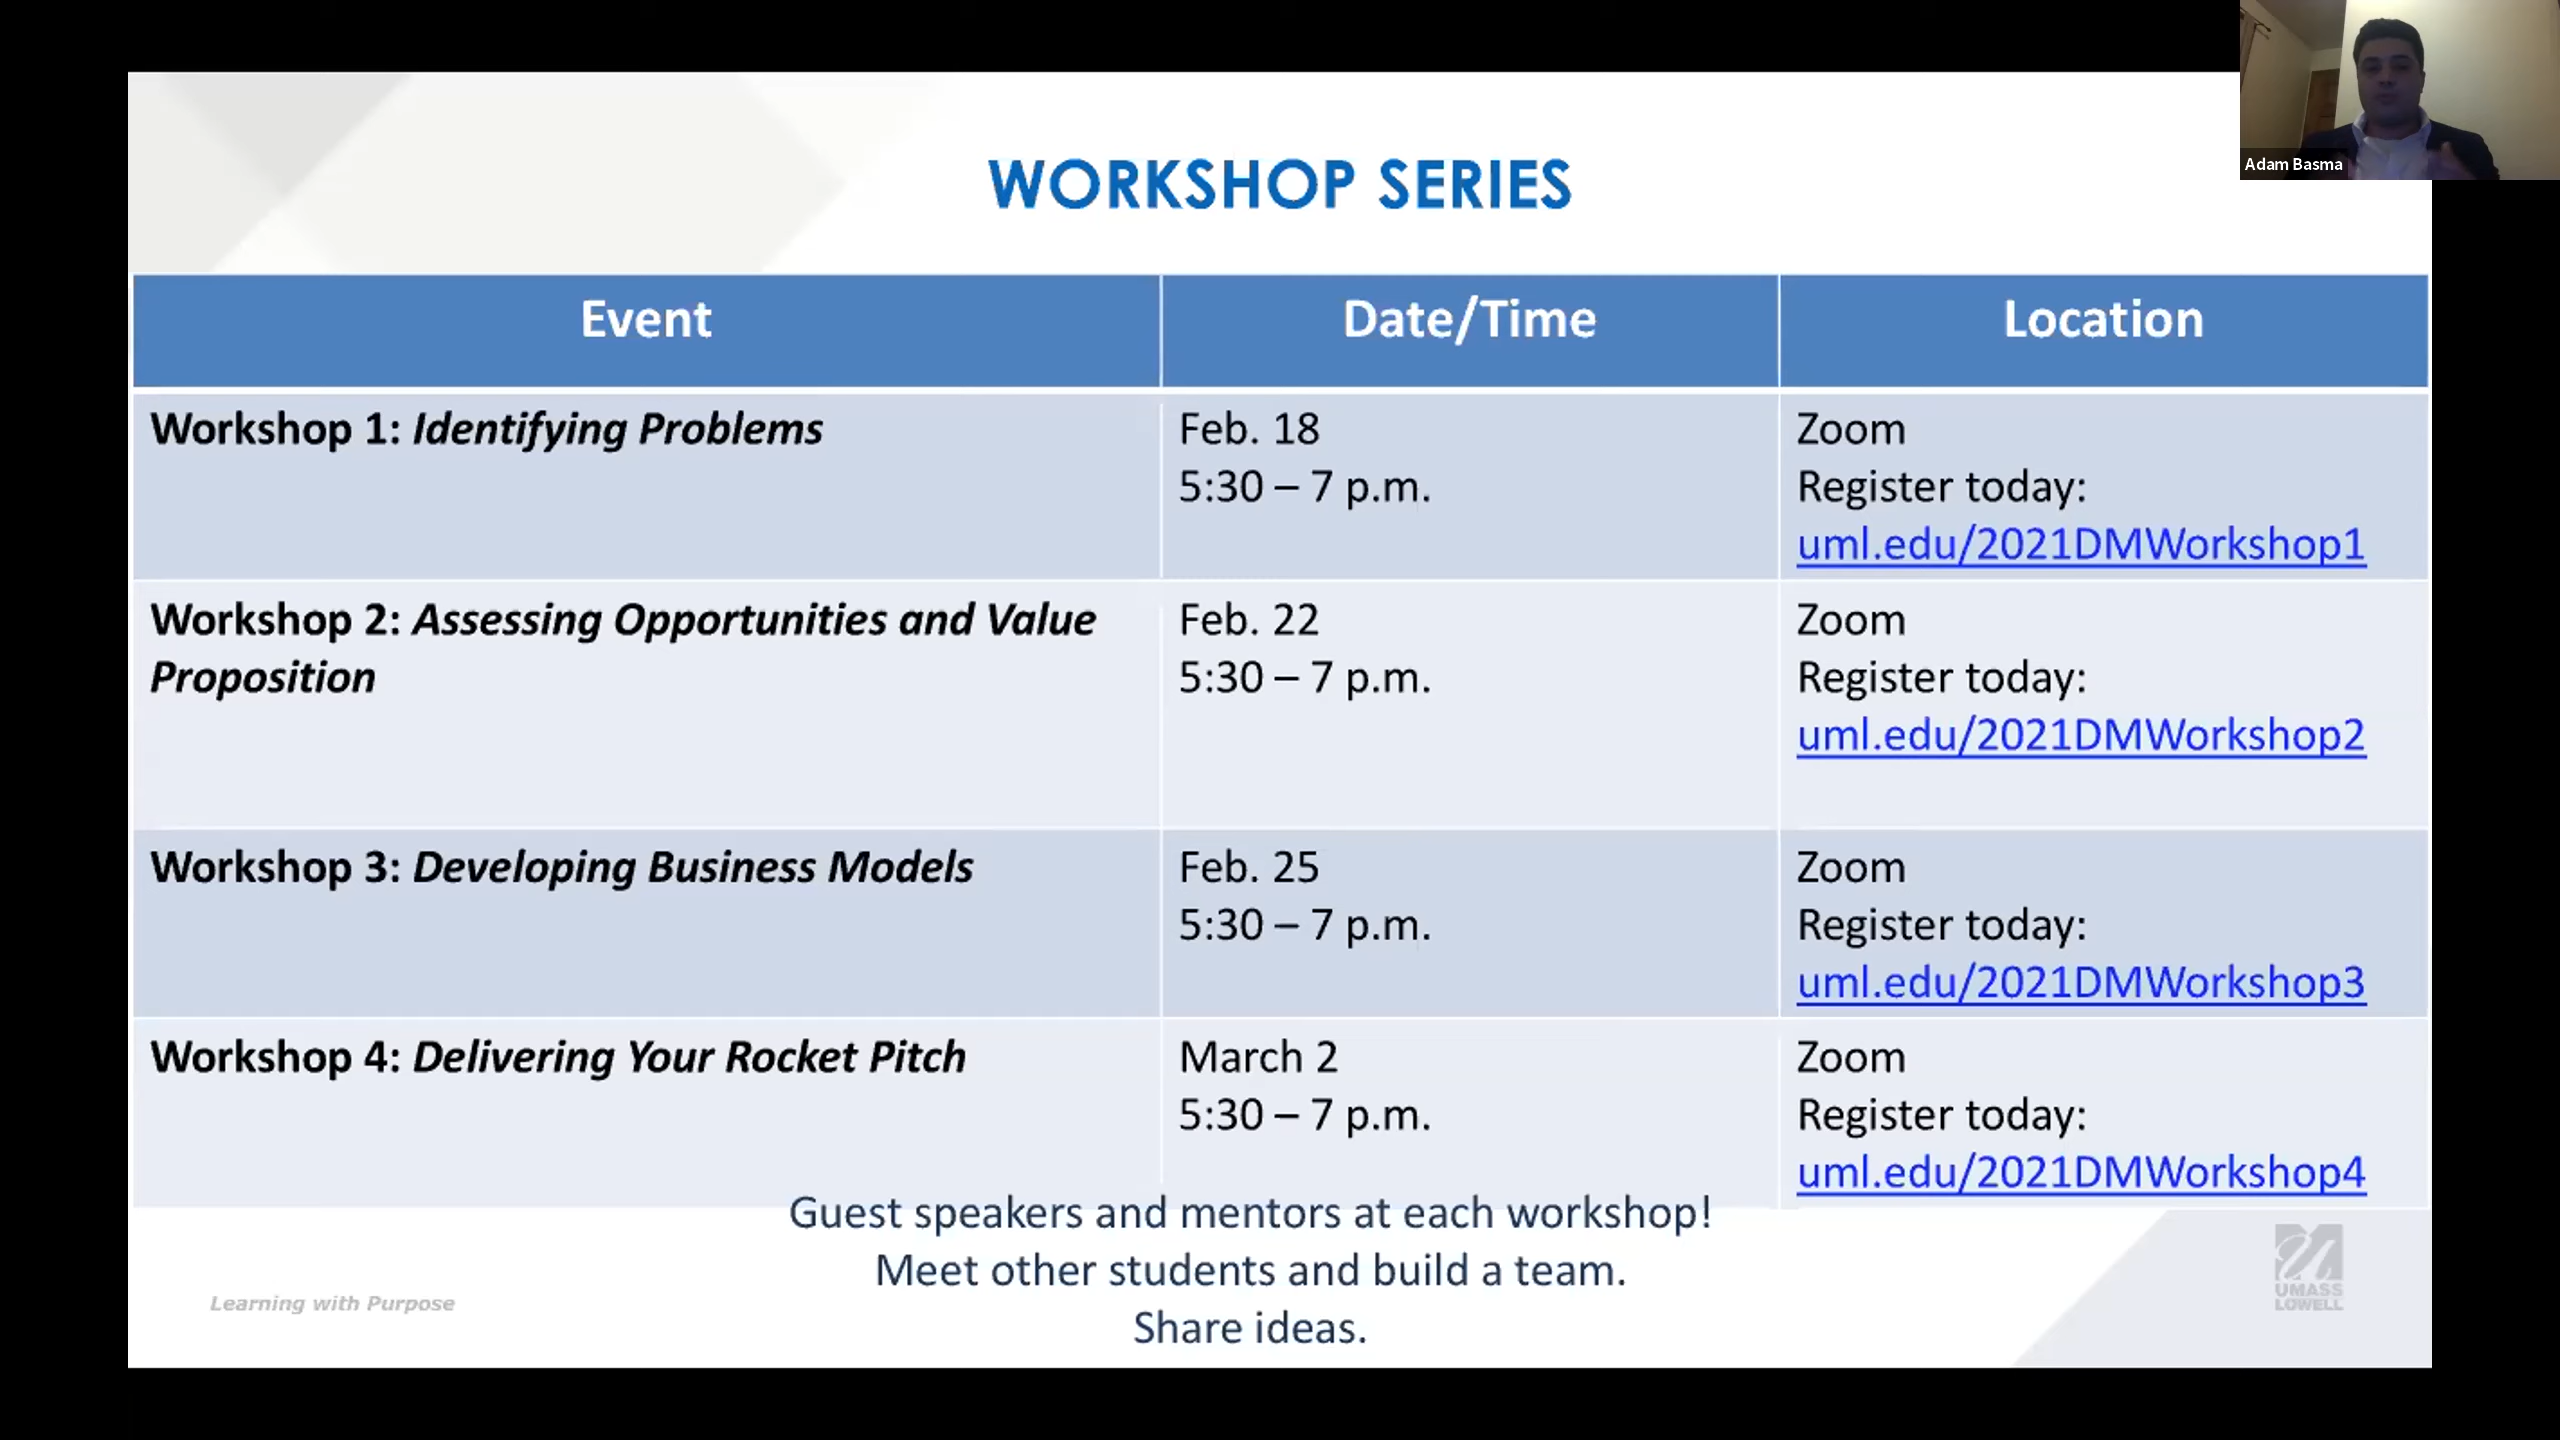 Adam Basma
WORKSHOP SERIES
Event
Date/Time
Location
Workshop 1: Identifying Problems
Feb. 18
5:30 – 7 p.m.
Zoom
Register today:
uml.edu/2021DMWorkshop1
Workshop 2: Assessing Opportunities and Value
Proposition
Feb. 22
5:30 – 7 p.m.
Zoom
Register today:
uml.edu/2021DMWorkshop2
Workshop 3: Developing Business Models
Feb. 25
5:30 – 7 p.m.
Zoom
Register today:
uml.edu/2021DMWorkshop3
Workshop 4: Delivering Your Rocket Pitch
March 2
5:30 – 7 p.m.
Zoom
Register today:
uml.edu/2021DMWorkshop4
Guest speakers and mentors at each workshop!
Meet other students and build a team.
Share ideas.
Learning with Purpose
UMASS
LOWELL